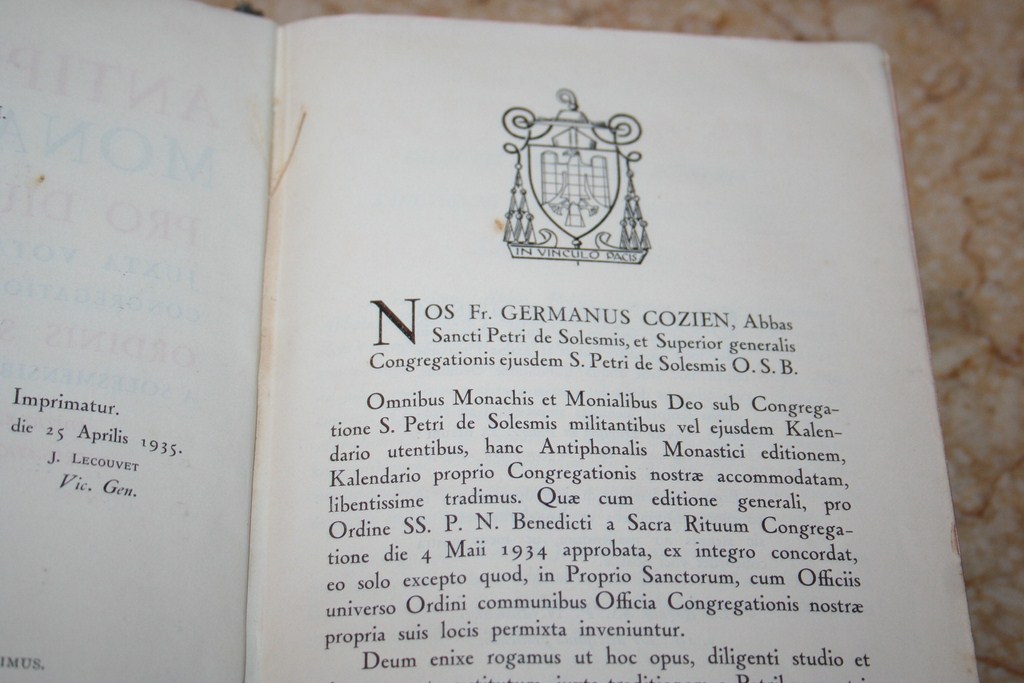 Imprimatur.
die 25 Aprilis 1935.
J. LECOUVET
Vic. Gen.
IN VINCULO PACIS
NOS Fr. GERMANUS COZIEN, Abbas
Sancti Petri de Solesmis, et Superior generalis
Congregationis ejusdem S. Petri de Solesmis O. S. B.
Omnibus Monachis et Monialibus Deo sub Congrega-
tione S. Petri de Solesmis militantibus vel ejusdem Kalen-
dario utentibus, hanc Antiphonalis Monastici editionem,
Kalendario proprio Congregationis nostræ accommodatam,
libentissime tradimus. Quæ cum editione generali, pro
Ordine SS. P. N. Benedicti a Sacra Rituum Congrega-
tione die 4 Maii 1934 approbata, ex integro concordat,
eo solo excepto quod, in Proprio Sanctorum, cum Officiis
universo Ordini communibus Officia Congregationis nostræ
propria suis locis permixta inveniuntur.
Deum enixe rogamus ut hoc opus, diligenti studio et